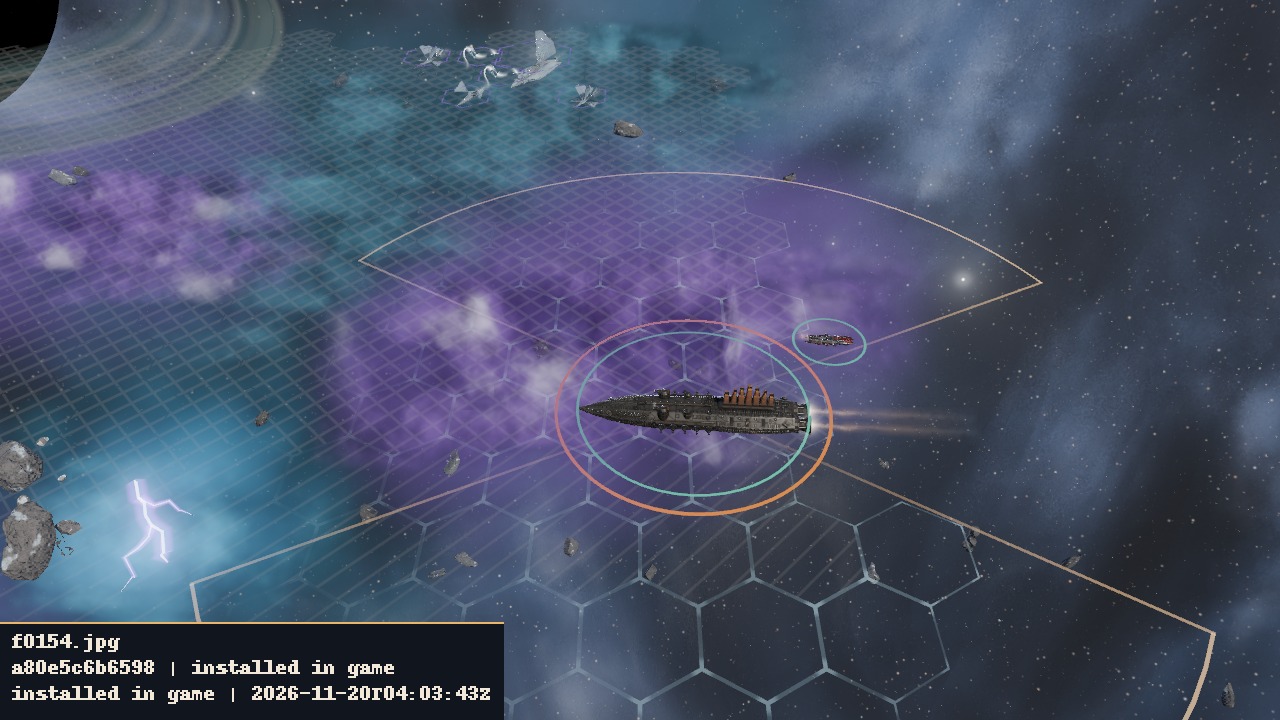 f0154.jpg
a80e5c6b6598 | installed in game
installed in game | 2026-11-20T04:03:43Z